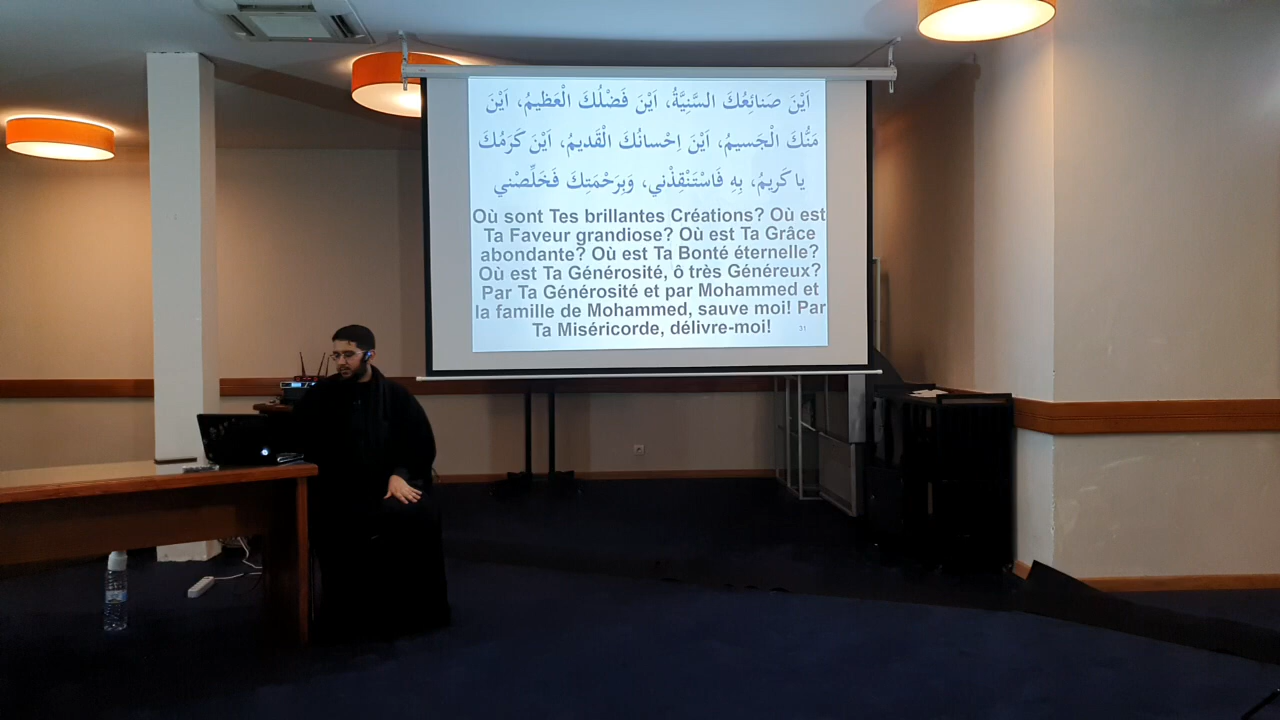 اَيْنَ صَنائِعُكَ السَّنِيَّةُ، اَيْنَ فَضْلُكَ الْعَظيمُ، اَيْنَ
مَنُّكَ الْجَسيمُ، اَيْنَ اِحْسانُكَ الْقَديمُ، اَيْنَ كَرَمُكَ
يا كَريمُ، بِهِ فَاسْتَنْقِذْني، وَبِرَحْمَتِكَ فَخَلِّصْني
Où sont Tes brillantes Créations? Où est
Ta Faveur grandiose? Où est Ta Grâce
abondante? Où est Ta Bonté éternelle?
Où est Ta Générosité, ô très Généreux?
Par Ta Générosité et par Mohammed et
la famille de Mohammed, sauve moi! Par
Ta Miséricorde, délivre-moi!
31